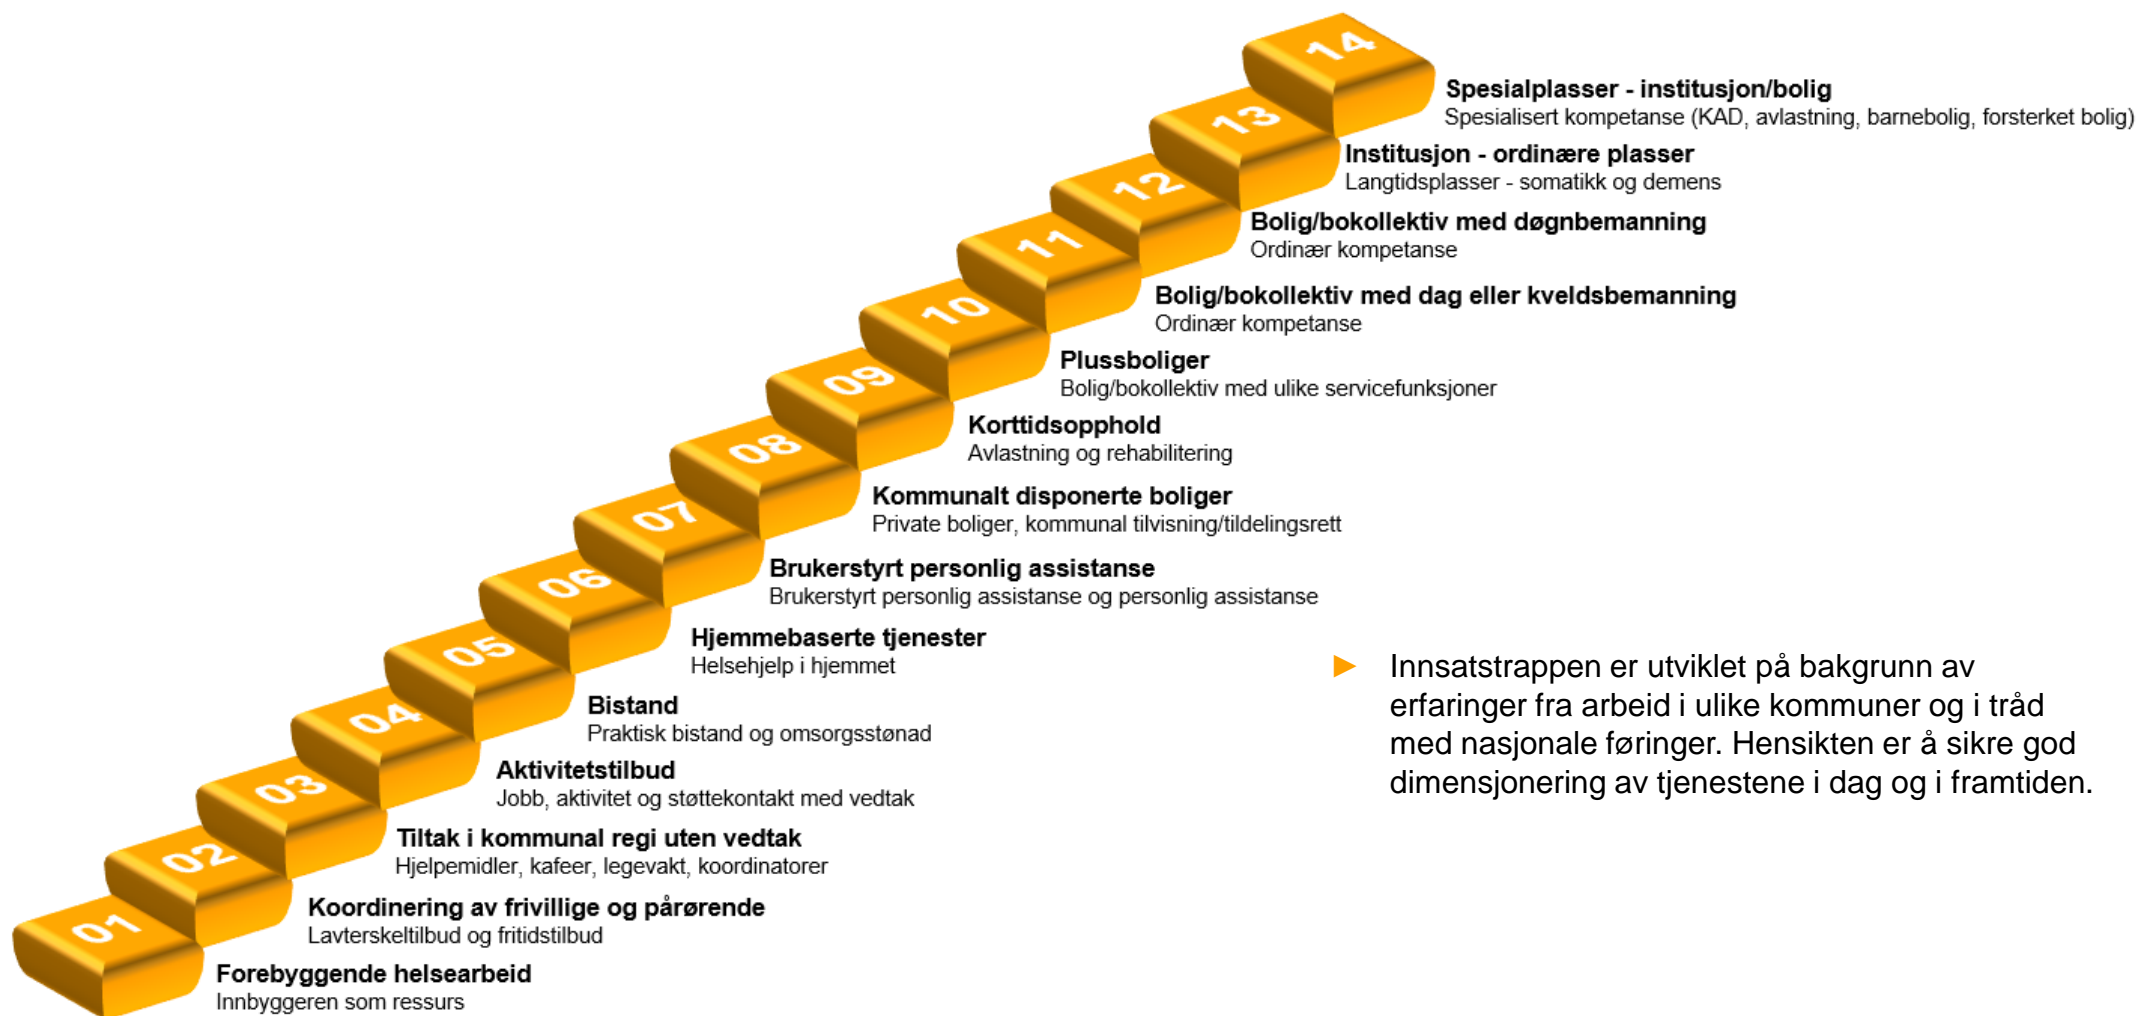 14
Spesialplasser - institusjon/bolig
Spesialisert kompetanse (KAD, avlastning, barnebolig, forsterket bolig)
13
Institusjon - ordinære plasser
Langtidsplasser - somatikk og demens
12
Bolig/bokollektiv med døgnbemanning
Ordinær kompetanse
11
Bolig/bokollektiv med dag eller kveldsbemanning
Ordinær kompetanse
10
Plussboliger
Bolig/bokollektiv med ulike servicefunksjoner
09
Korttidsopphold
Avlastning og rehabilitering
08
Kommunalt disponerte boliger
Private boliger, kommunal tilvisning/tildelingsrett
07
Brukerstyrt personlig assistanse
Brukerstyrt personlig assistanse og personlig assistanse
06
Hjemmebaserte tjenester
Helsehjelp i hjemmet
05
Bistand
Praktisk bistand og omsorgsstønad
04
Aktivitetstilbud
Jobb, aktivitet og støttekontakt med vedtak
03
Tiltak i kommunal regi uten vedtak
Hjelpemidler, kafeer, legevakt, koordinatorer
02
Koordinering av frivillige og pårørende
Lavterskeltilbud og fritidstilbud
01
Forebyggende helsearbeid
Innbyggeren som ressurs
► Innsatstrappen er utviklet på bakgrunn av
erfaringer fra arbeid i ulike kommuner og i tråd
med nasjonale føringer. Hensikten er å sikre god
dimensjonering av tjenestene i dag og i framtiden.